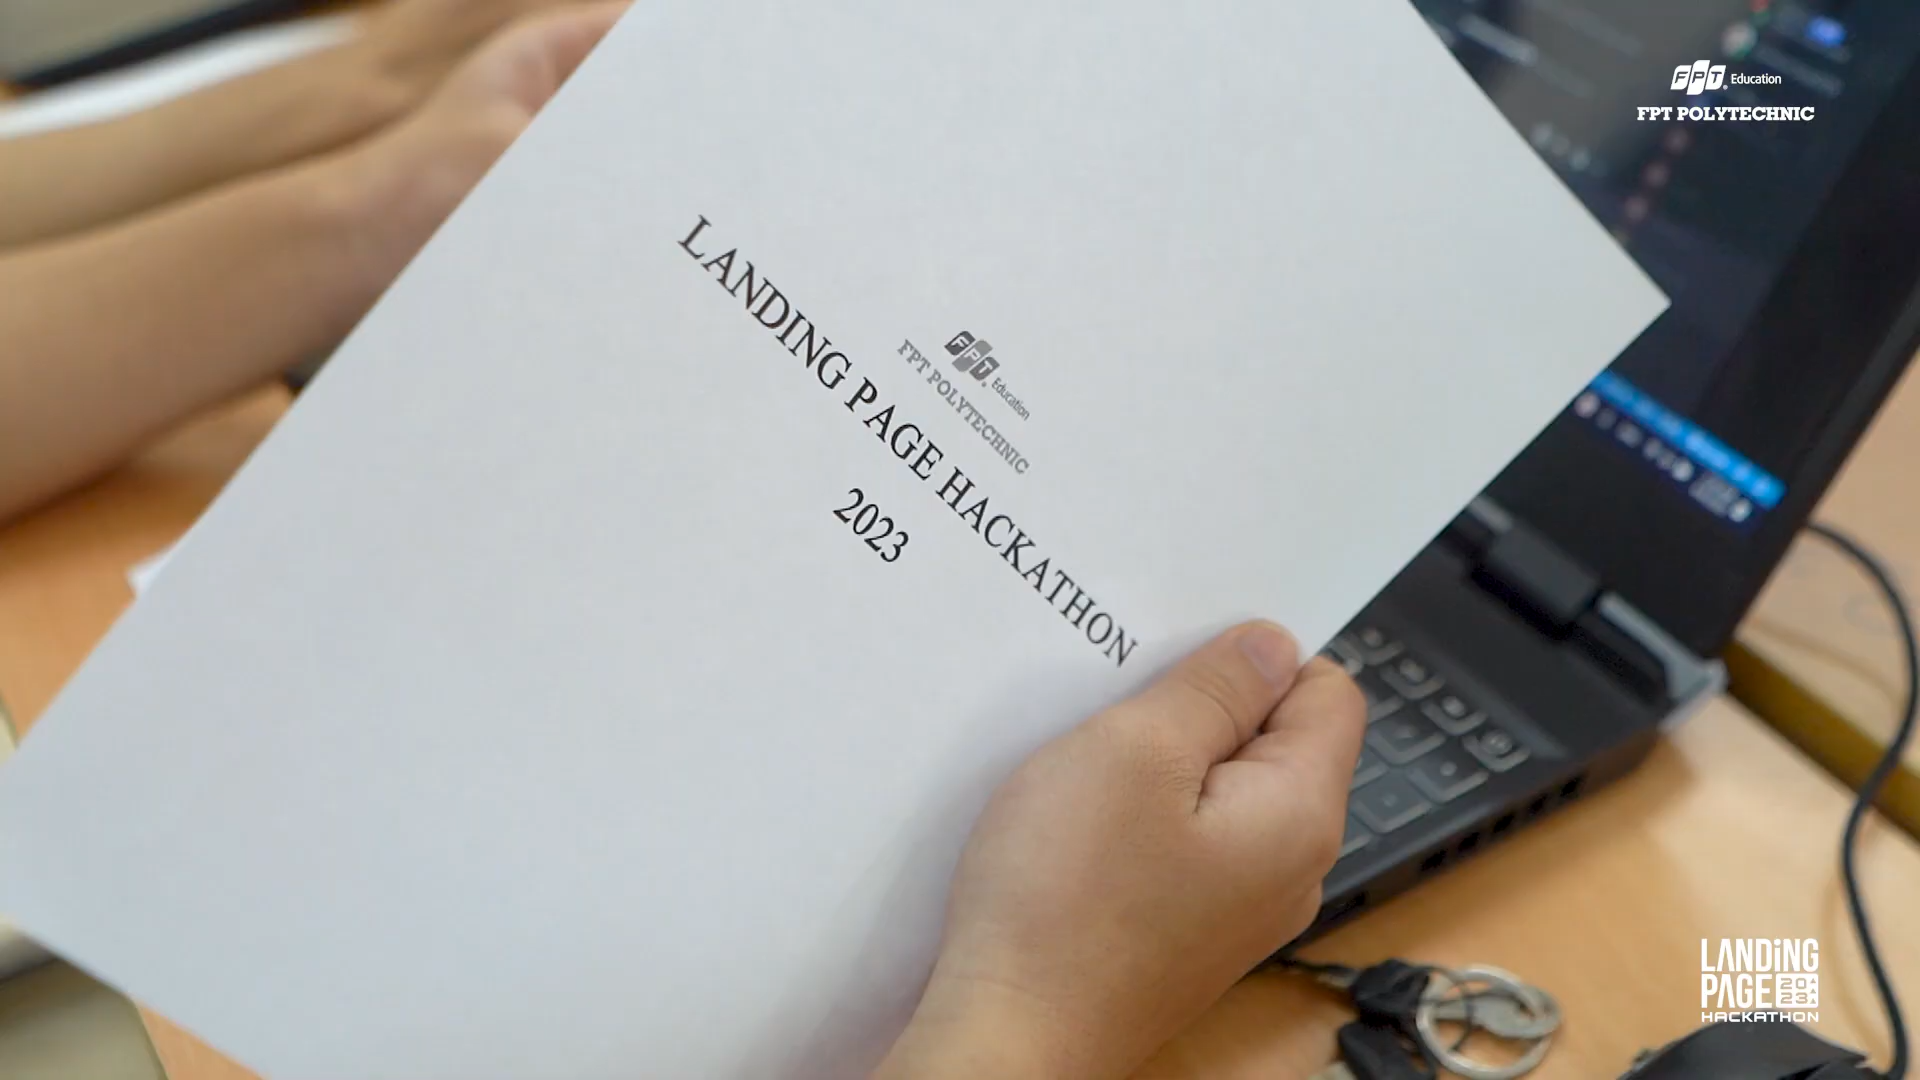 FPT Education
FPT POLYTECHNIC
FPT Education
FPT POLYTECHNIC
LANDING PAGE HACKATHON
2023
LANDiNG
PAGE 2023
HACKATHON